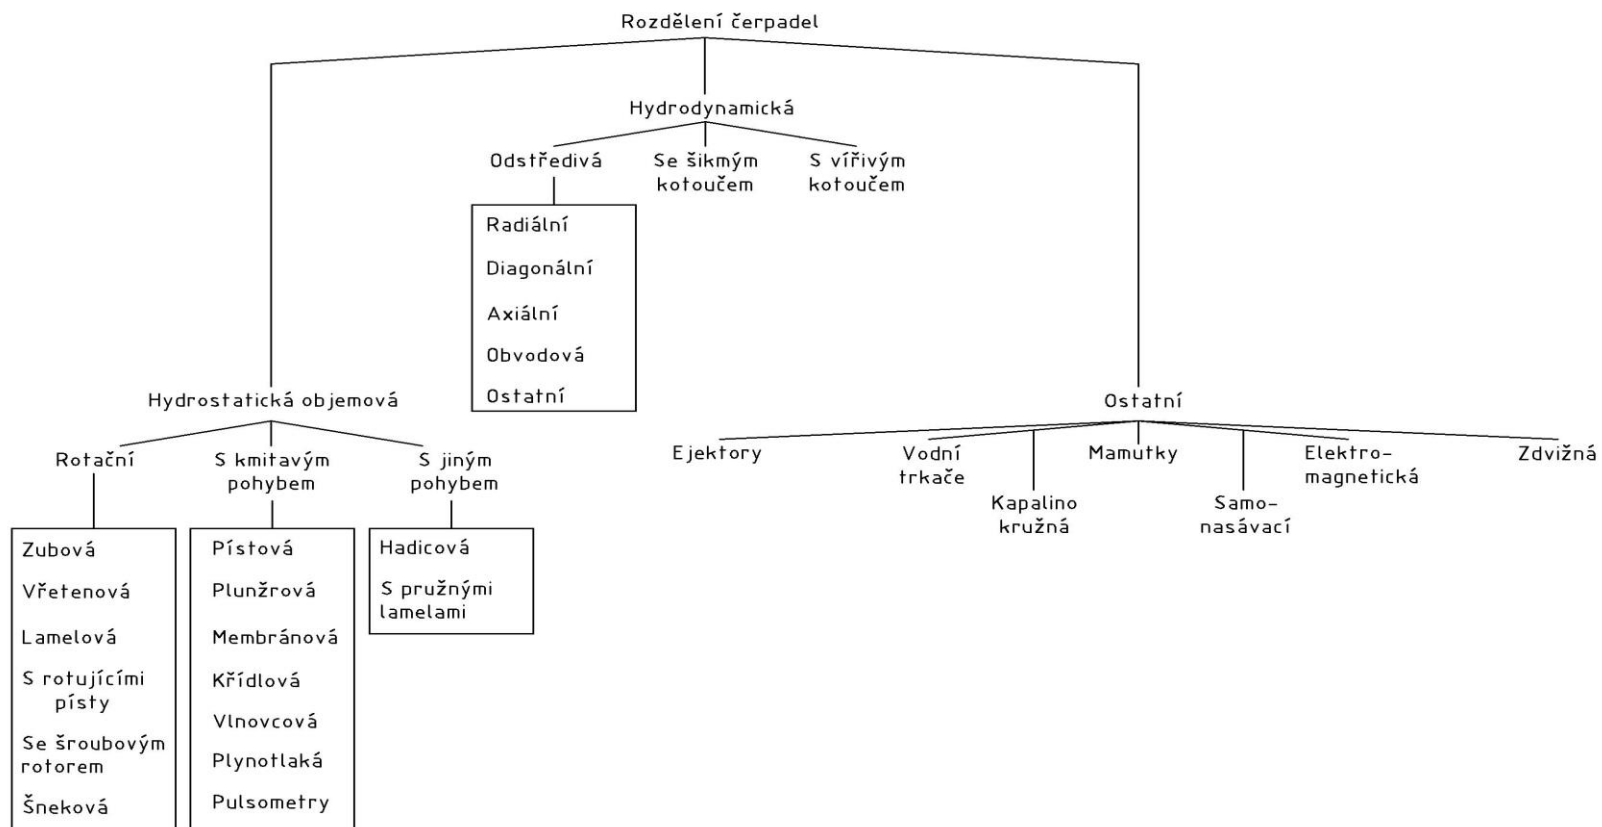 Rozdělení čerpadel
Hydrodynamická
Odstředivá
Se šikmým
kotoučem
S vířivým
kotoučem
Radiální
Diagonální
Axiální
Obvodová
Ostatní
Hydrostatická objemová
Rotační
S kmitavým
pohybem
S jiným
pohybem
Zubová
Vřetenová
Lamelová
S rotujícími
písty
Se šroubovým
rotorem
Šneková
Pístová
Plunžrová
Membránová
Křídlová
Vlnovcová
Plynotlaká
Pulsometry
Hadicová
S pružnými
lamelami
Ostatní
Ejektory
Vodní
trkače
Kapalino
kružná
Mamutky
Samo-
nasávací
Elektro-
magnetická
Zdvižná